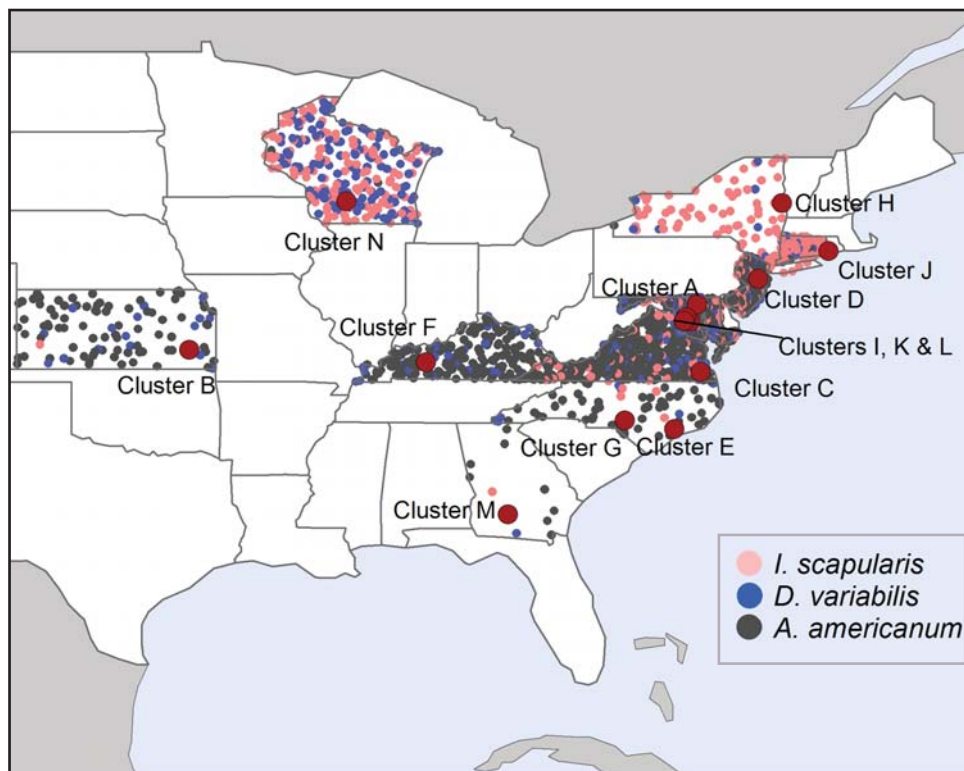 Cluster H
Cluster N
Cluster J
Cluster A
Cluster D
Cluster F
Clusters I, K & L
Cluster B
Cluster C
Cluster G
Cluster E
Cluster M
I. scapularis
D. variabilis
A. americanum